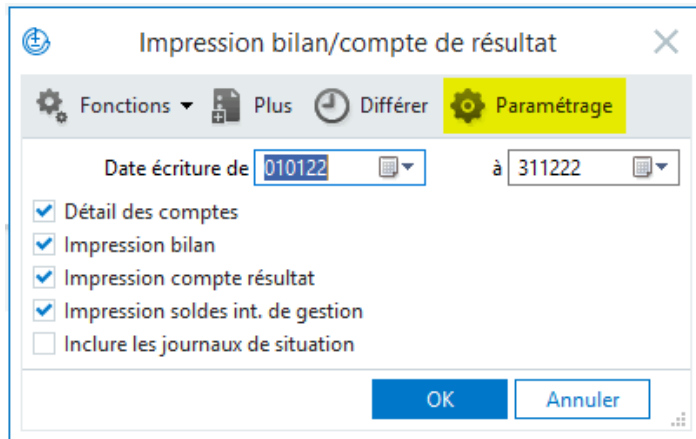 Impression bilan/compte de résultat
Fonctions Plus Différer Paramétrage
Date écriture de 010122 à 311222
Détail des comptes
Impression bilan
Impression compte résultat
Impression soldes int. de gestion
Inclure les journaux de situation
OK Annuler